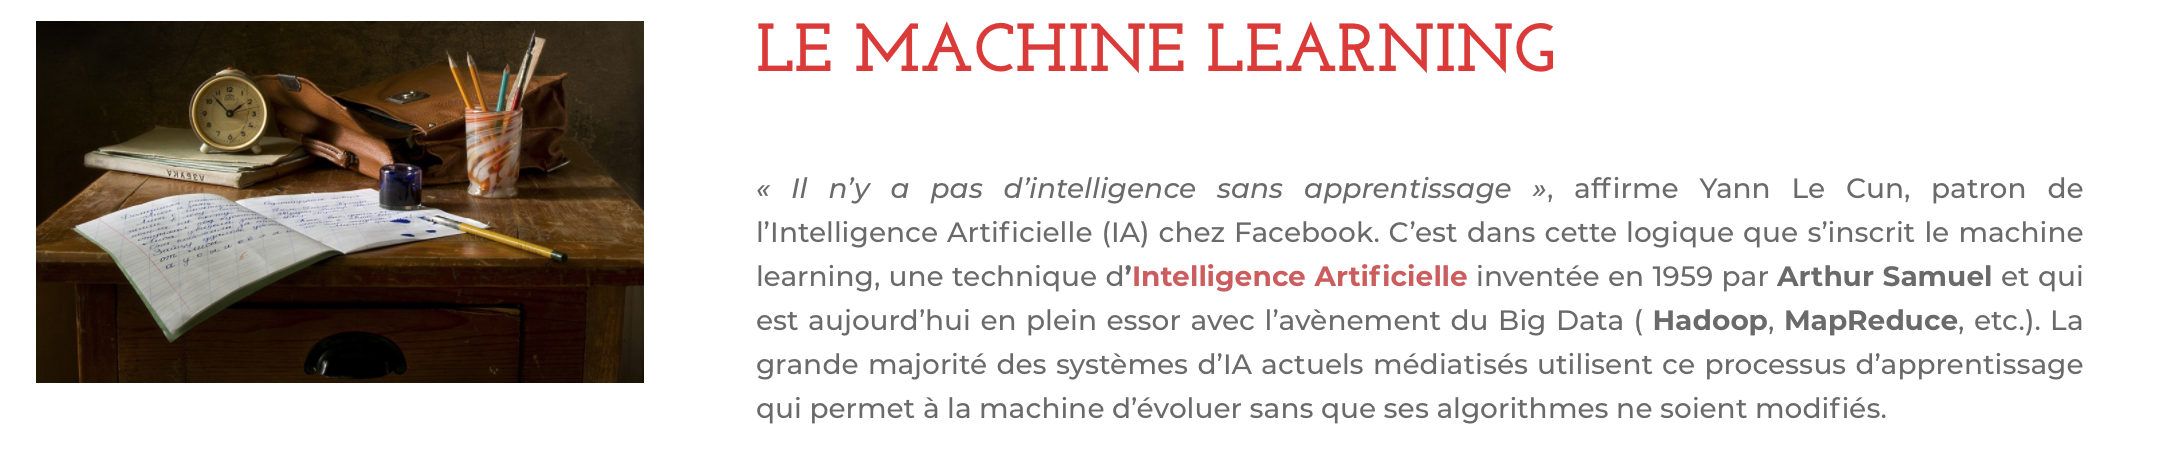 LE MACHINE LEARNING
« Il n’y a pas d’intelligence sans apprentissage », affirme Yann Le Cun, patron de
l’Intelligence Artificielle (IA) chez Facebook. C’est dans cette logique que s’inscrit le machine
learning, une technique d’Intelligence Artificielle inventée en 1959 par Arthur Samuel et qui
est aujourd’hui en plein essor avec l’avènement du Big Data ( Hadoop, MapReduce, etc.). La
grande majorité des systèmes d’IA actuels médiatisés utilisent ce processus d’apprentissage
qui permet à la machine d’évoluer sans que ses algorithmes ne soient modifiés.
АЗБУКА